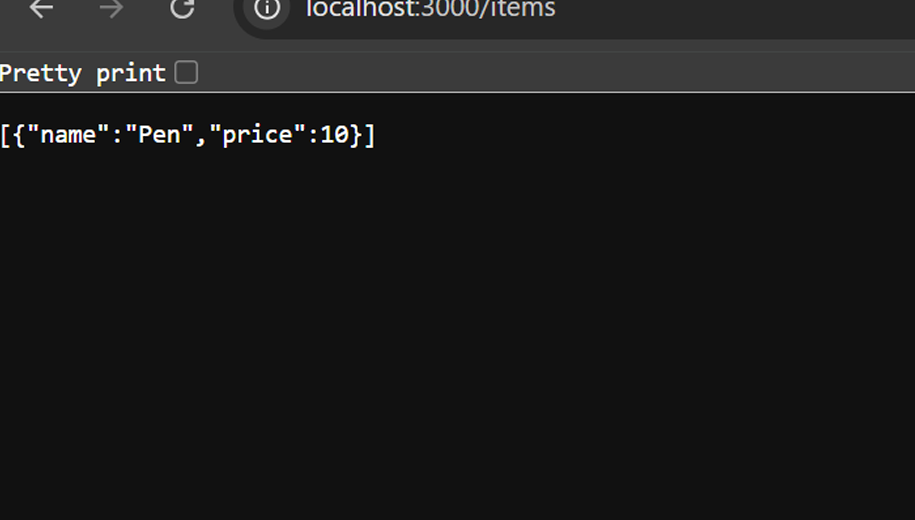 localhost:3000/items
Pretty print
[{"name":"Pen","price":10}]